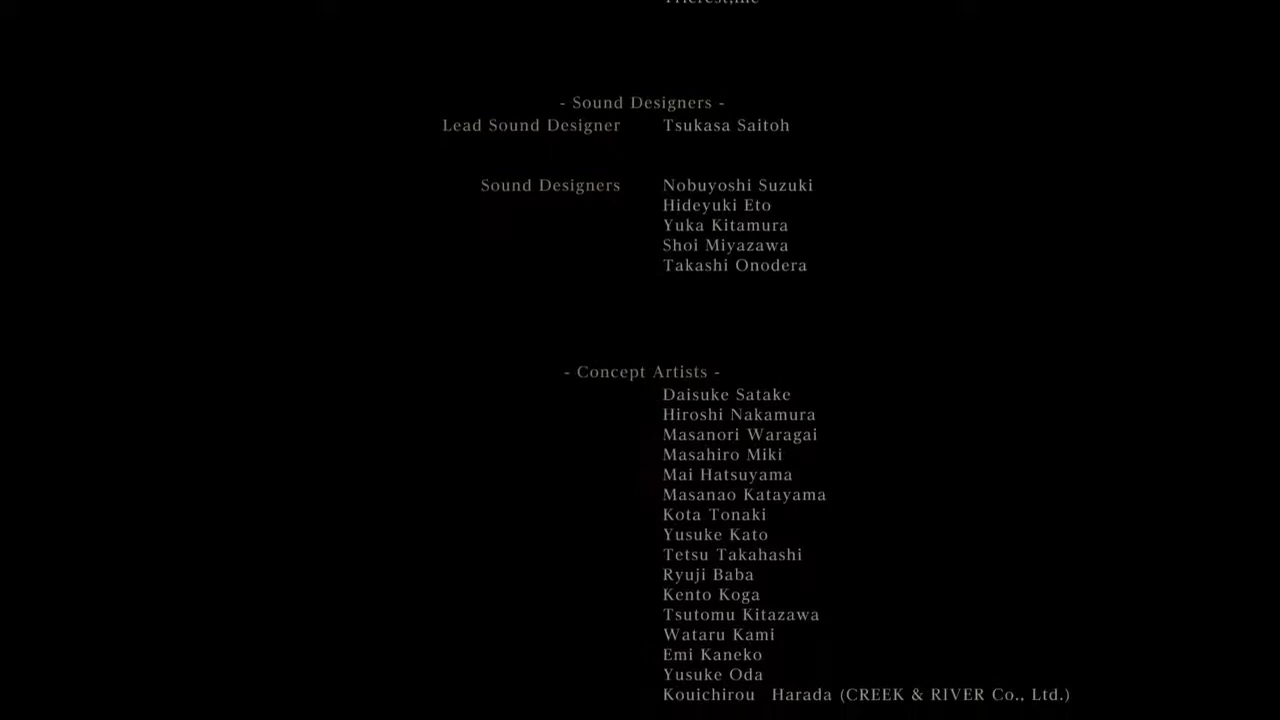 - Sound Designers -
Lead Sound Designer Tsukasa Saitoh
Sound Designers Nobuyoshi Suzuki
Hideyuki Eto
Yuka Kitamura
Shoi Miyazawa
Takashi Onodera
- Concept Artists -
Daisuke Satake
Hiroshi Nakamura
Masanori Waragai
Masahiro Miki
Mai Hatsuyama
Masanao Katayama
Kota Tonaki
Yusuke Kato
Tetsu Takahashi
Ryuji Baba
Kento Koga
Tsutomu Kitazawa
Wataru Kami
Emi Kaneko
Yusuke Oda
Kouichirou Harada (CREEK & RIVER Co., Ltd.)